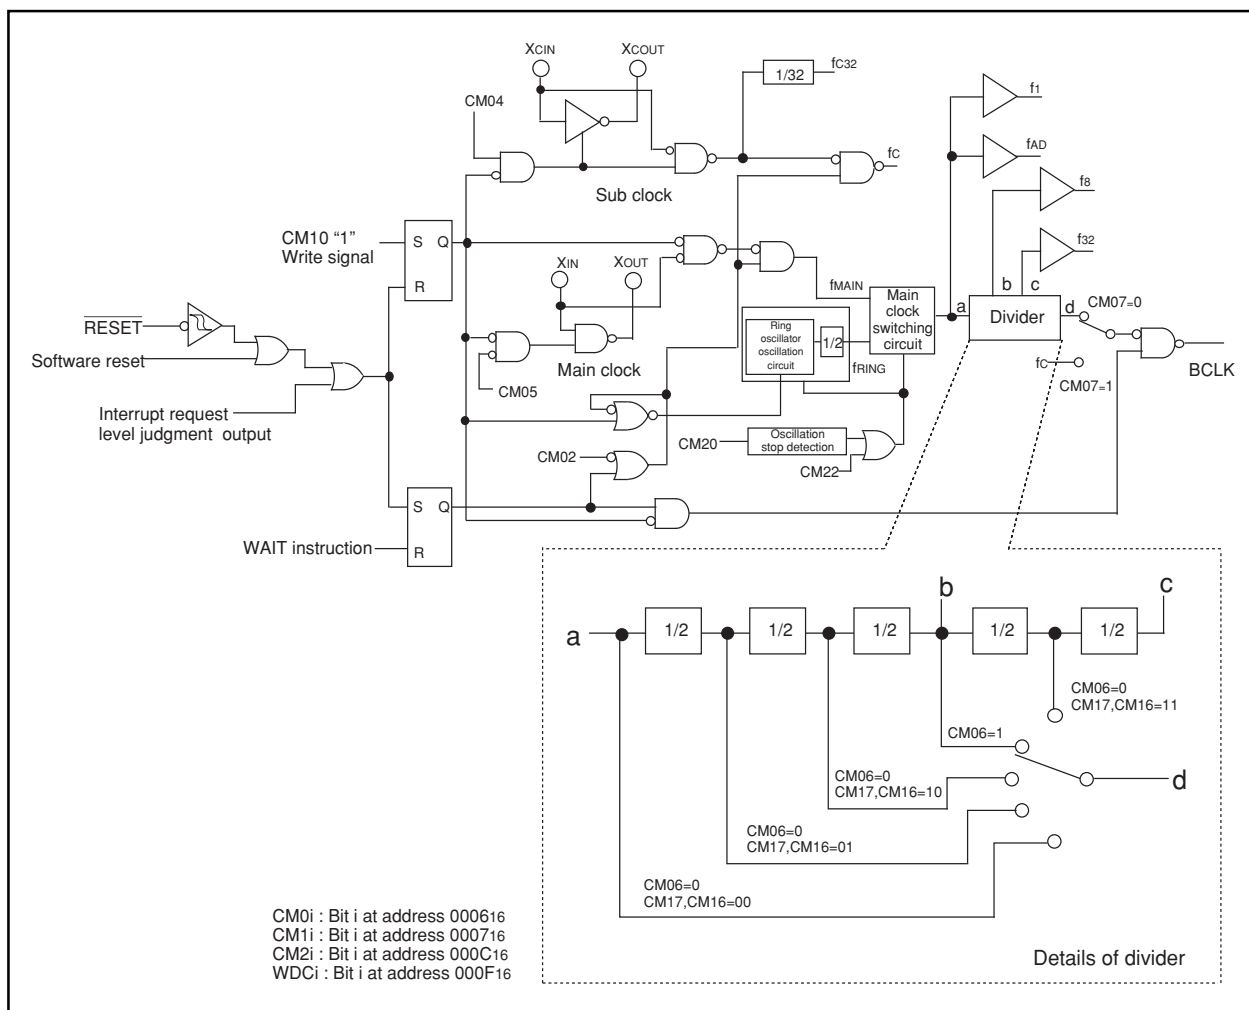 XCIN
XCOUT
1/32
fC32
CM04
f1
fAD
fC
Sub clock
f8
CM10 “1”
Write signal
S Q
R
f32
XIN
XOUT
fMAIN
Main
clock
switching
circuit
a
b
c
d
Divider
CM07=0
RESET
Software reset
Ring
oscillator
oscillation
circuit
1/2
fRING
Main clock
CM05
fC
CM07=1
BCLK
Interrupt request
level judgment output
CM20
Oscillation
stop detection
CM02
CM22
S Q
R
WAIT instruction
a
1/2
1/2
1/2
b
1/2
1/2
c
CM06=0
CM17,CM16=11
CM06=1
d
CM06=0
CM17,CM16=10
CM06=0
CM17,CM16=01
CM06=0
CM17,CM16=00
CM0i : Bit i at address 000616
CM1i : Bit i at address 000716
CM2i : Bit i at address 000C16
WDCi : Bit i at address 000F16
Details of divider